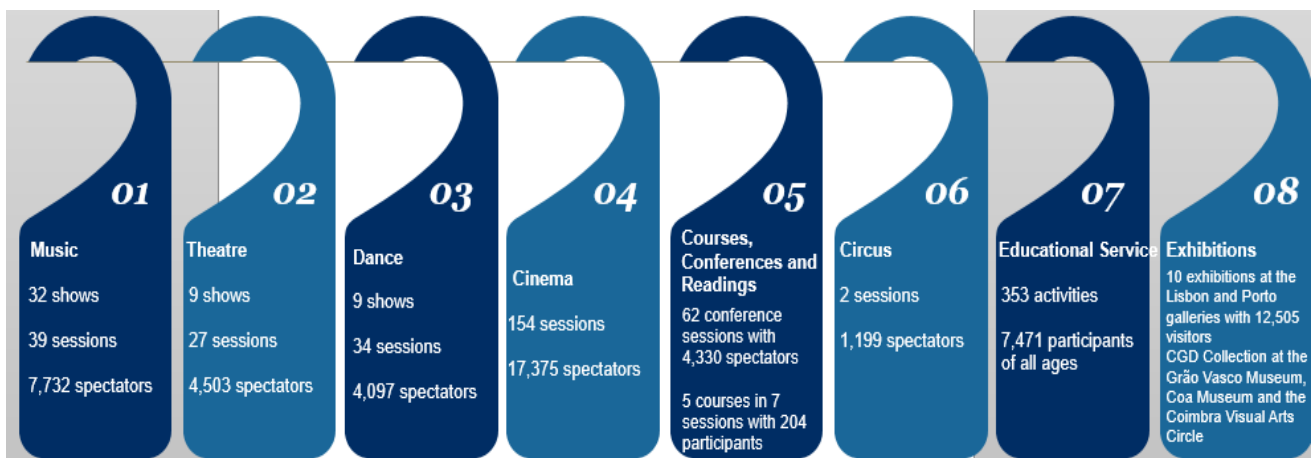 01
Music
32 shows
39 sessions
7,732 spectators
02
Theatre
9 shows
27 sessions
4,503 spectators
03
Dance
9 shows
34 sessions
4,097 spectators
04
Cinema
154 sessions
17,375 spectators
05
Courses,
Conferences and
Readings
62 conference
sessions with
4,330 spectators
5 courses in 7
sessions with 204
participants
06
Circus
2 sessions
1,199 spectators
07
Educational Service
353 activities
7,471 participants
of all ages
08
Exhibitions
10 exhibitions at the
Lisbon and Porto
galleries with 12,505
visitors
CGD Collection at the
Grão Vasco Museum,
Coa Museum and the
Coimbra Visual Arts
Circle